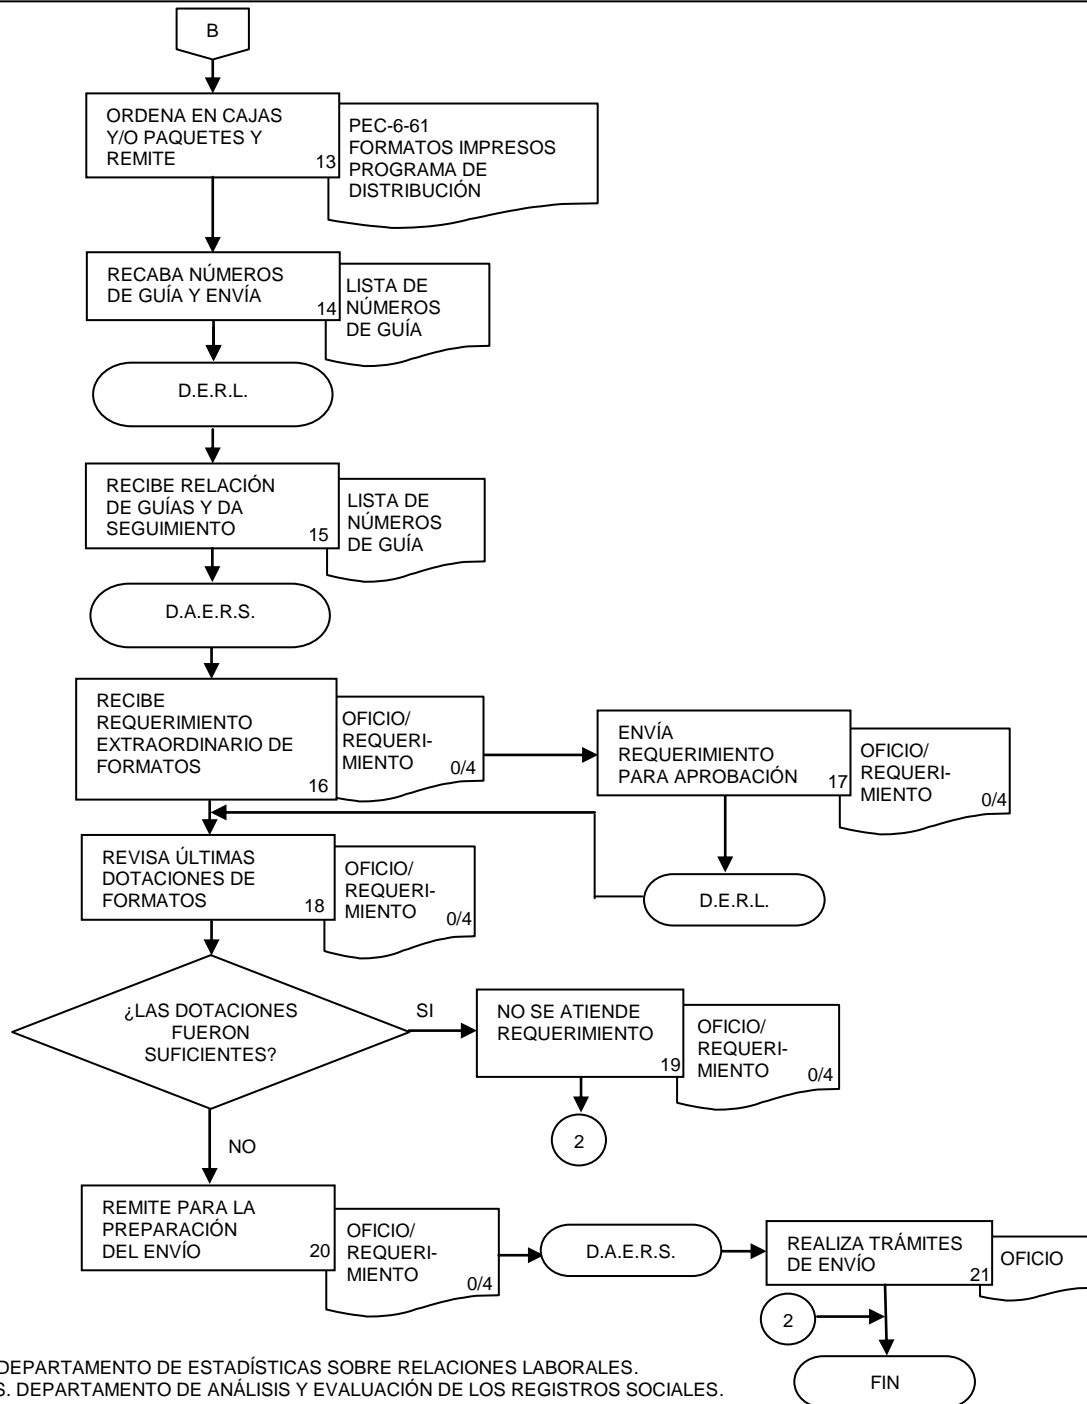 B
ORDENA EN CAJAS
Y/O PAQUETES Y
REMITE
13
PEC-6-61
FORMATOS IMPRESOS
PROGRAMA DE
DISTRIBUCIÓN
RECABA NÚMEROS
DE GUÍA Y ENVÍA
14
LISTA DE
NÚMEROS
DE GUÍA
D.E.R.L.
RECIBE RELACIÓN
DE GUÍAS Y DA
SEGUIMIENTO
15
LISTA DE
NÚMEROS
DE GUÍA
D.A.E.R.S.
RECIBE
REQUERIMIENTO
EXTRAORDINARIO DE
FORMATOS
16
OFICIO/
REQUERI-
MIENTO
0/4
ENVÍA
REQUERIMIENTO
PARA APROBACIÓN
17
OFICIO/
REQUERI-
MIENTO
0/4
D.E.R.L.
REVISA ÚLTIMAS
DOTACIONES DE
FORMATOS
18
OFICIO/
REQUERI-
MIENTO
0/4
¿LAS DOTACIONES
FUERON
SUFICIENTES?
SI
NO SE ATIENDE
REQUERIMIENTO
19
OFICIO/
REQUERI-
MIENTO
0/4
2
NO
REMITE PARA LA
PREPARACIÓN
DEL ENVÍO
20
OFICIO/
REQUERI-
MIENTO
0/4
D.A.E.R.S.
REALIZA TRÁMITES
DE ENVÍO
21
OFICIO
2
FIN
DEPARTAMENTO DE ESTADÍSTICAS SOBRE RELACIONES LABORALES.
S. DEPARTAMENTO DE ANÁLISIS Y EVALUACIÓN DE LOS REGISTROS SOCIALES.